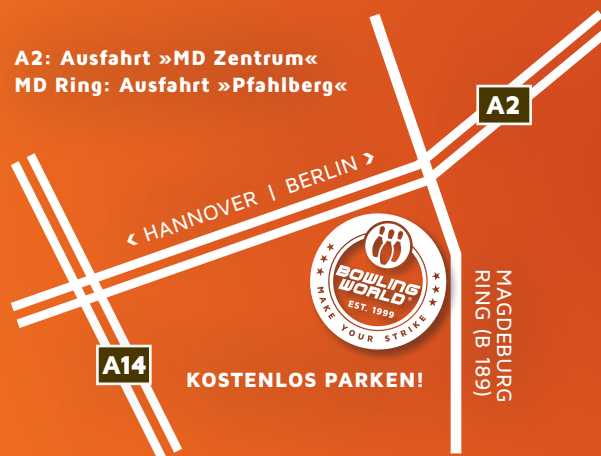 A2: Ausfahrt »MD Zentrum«
MD Ring: Ausfahrt »Pfahlberg«
A2
‹ HANNOVER | BERLIN ›
BOWLING
WORLD®
EST. 1999
MAKE YOUR STRIKE
MAGDEBURG
RING (B 189)
A14
KOSTENLOS PARKEN!